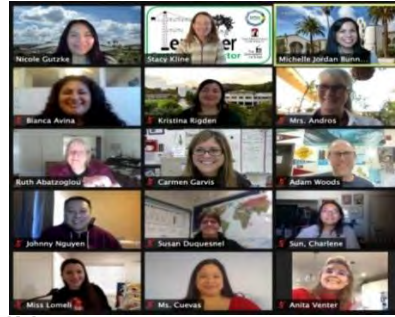 Nicole Gutzke
Stacy Kline
Michelle Jordan Bunn...
Bianca Avina
Kristina Rigden
Mrs. Andros
Ruth Abatzoglou
Carmen Garvis
Adam Woods
Johnny Nguyen
Susan Duquesnel
Sun, Charlene
Miss Lomeli
Ms. Cuevas
Anita Venter